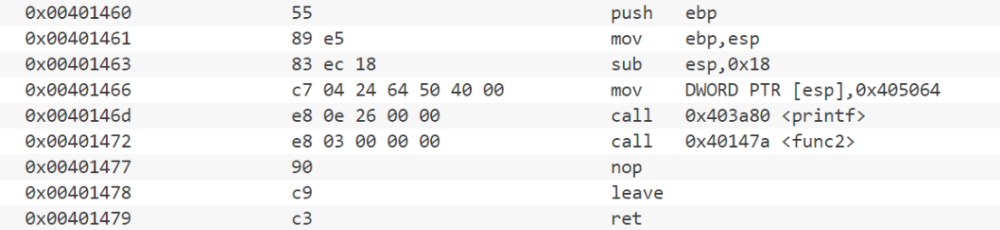 0x00401460 55 push ebp
0x00401461 89 e5 mov ebp,esp
0x00401463 83 ec 18 sub esp,0x18
0x00401466 c7 04 24 64 50 40 00 mov DWORD PTR [esp],0x405064
0x0040146d e8 0e 26 00 00 call 0x403a80 <printf>
0x00401472 e8 03 00 00 00 call 0x40147a <func2>
0x00401477 90 nop
0x00401478 c9 leave
0x00401479 c3 ret